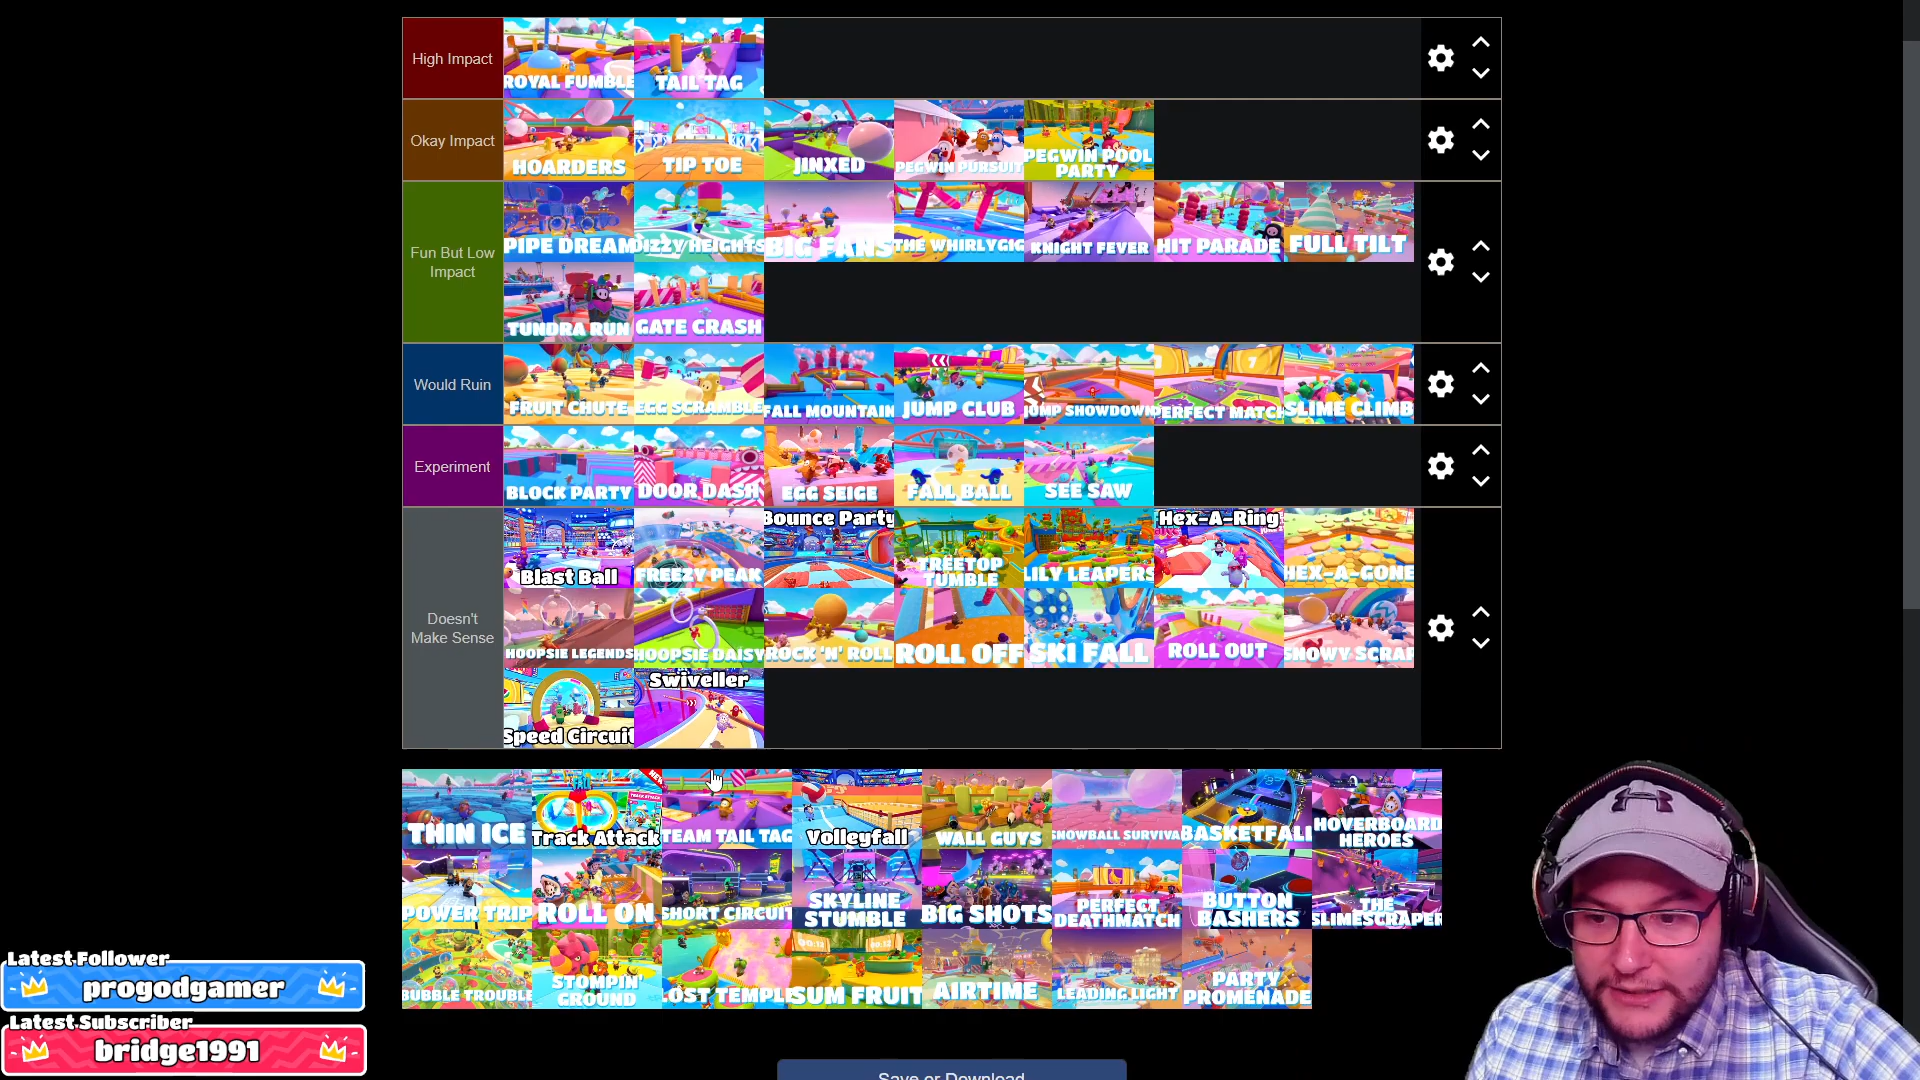 High Impact
ROYAL FUMBLE
TAIL TAG
Okay Impact
HOARDERS
TIP TOE
JINXED
PEGWIN PURSUIT
PEGWIN POOL
PARTY
Fun But Low
Impact
PIPE DREAM
DIZZY HEIGHTS
BIG FANS
THE WHIRLYGIG
KNIGHT FEVER
HIT PARADE
FULL TILT
TUNDRA RUN
GATE CRASH
Would Ruin
FRUIT CHUTE
EGG SCRAMBLE
FALL MOUNTAIN
JUMP CLUB
JUMP SHOWDOWN
PERFECT MATCH
SLIME CLIMB
Experiment
BLOCK PARTY
DOOR DASH
EGG SEIGE
FALL BALL
SEE SAW
Doesn't
Make Sense
Blast Ball
FREEZY PEAK
Bounce Party
TREETOP
TUMBLE
LILY LEAPERS
Hex-A-Ring
HEX-A-GONE
HOOPSIE LEGENDS
HOOPSIE DAISY
ROCK 'N' ROLL
ROLL OFF
SKI FALL
ROLL OUT
SNOWY SCRAP
Speed Circuit
Swiveller
THIN ICE
NEW
Track Attack
TEAM TAIL TAG
Volleyfall
WALL GUYS
SNOWBALL SURVIVAL
BASKETFALL
HOVERBOARD
HEROES
POWER TRIP
ROLL ON
SHORT CIRCUIT
SKYLINE
STUMBLE
BIG SHOTS
PERFECT
DEATHMATCH
BUTTON
BASHERS
THE
SLIMESCRAPER
BUBBLE TROUBLE
STOMPIN'
GROUND
LOST TEMPLE
SUM FRUIT
AIRTIME
LEADING LIGHT
PARTY
PROMENADE
Latest Follower
progodgamer
Latest Subscriber
bridge1991
Save or Download